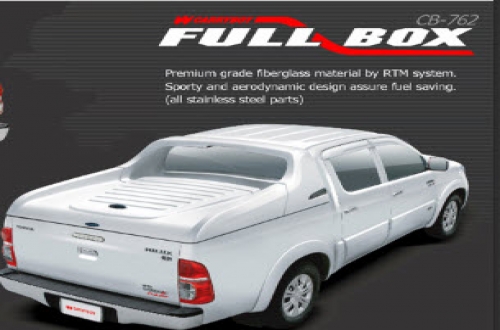 CARRYBOY
CB-762
FULL BOX
Premium grade fiberglass material by RTM system.
Sporty and aerodynamic design assure fuel saving.
(all stainless steel parts)
HILUX